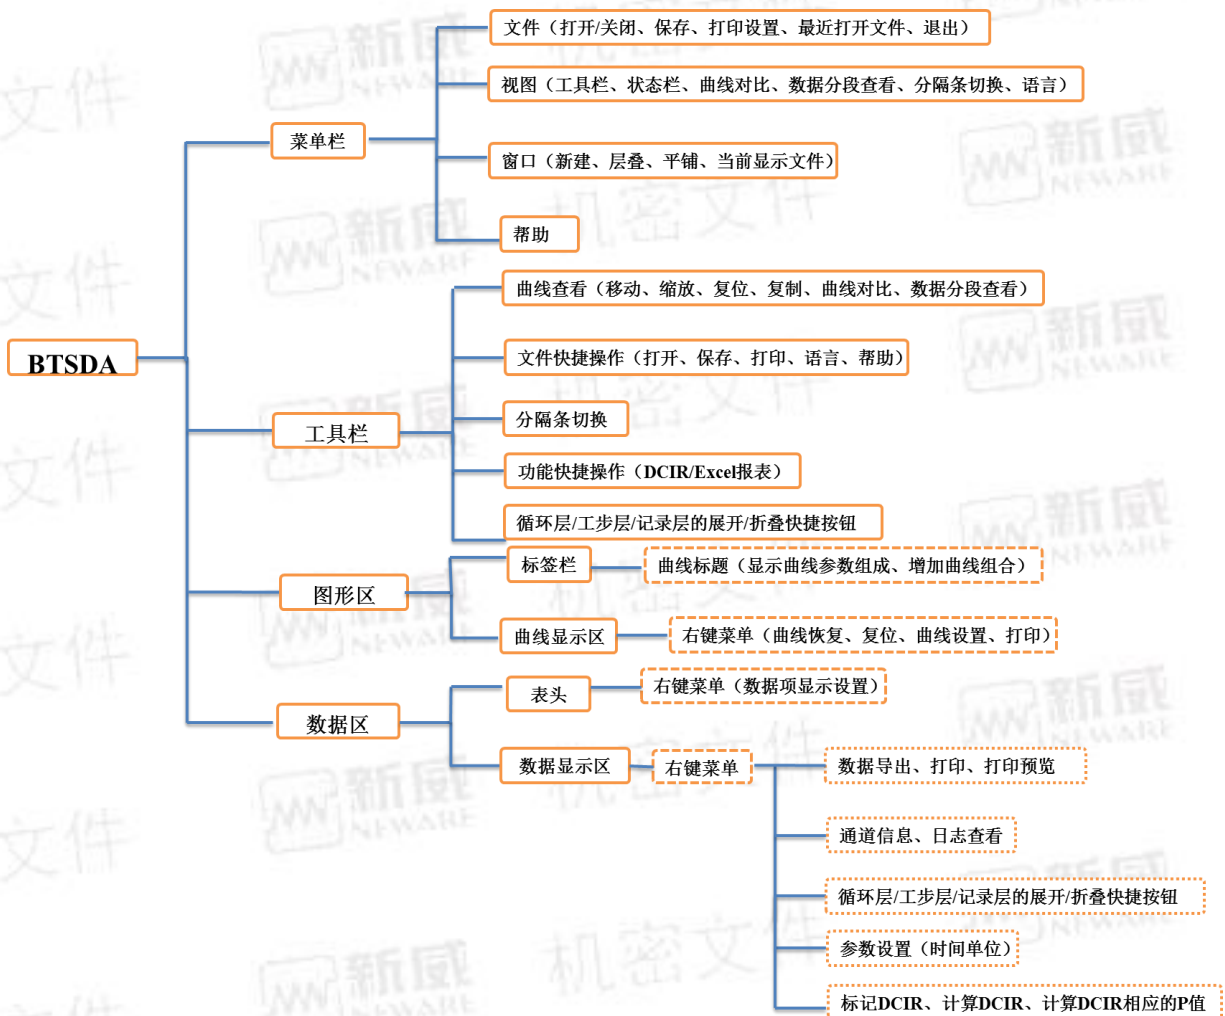 文件（打开/关闭、保存、打印设置、最近打开文件、退出）
视图（工具栏、状态栏、曲线对比、数据分段查看、分隔条切换、语言）
菜单栏
窗口（新建、层叠、平铺、当前显示文件）
帮助
曲线查看（移动、缩放、复位、复制、曲线对比、数据分段查看）
BTSDA
文件快捷操作（打开、保存、打印、语言、帮助）
分隔条切换
工具栏
功能快捷操作（DCIR/Excel报表）
循环层/工步层/记录层的展开/折叠快捷按钮
标签栏
曲线标题（显示曲线参数组成、增加曲线组合）
图形区
曲线显示区
右键菜单（曲线恢复、复位、曲线设置、打印）
表头
右键菜单（数据项显示设置）
数据区
数据显示区
右键菜单
数据导出、打印、打印预览
通道信息、日志查看
循环层/工步层/记录层的展开/折叠快捷按钮
参数设置（时间单位）
标记DCIR、计算DCIR、计算DCIR相应的P值
新威
NEWARE
机密文件